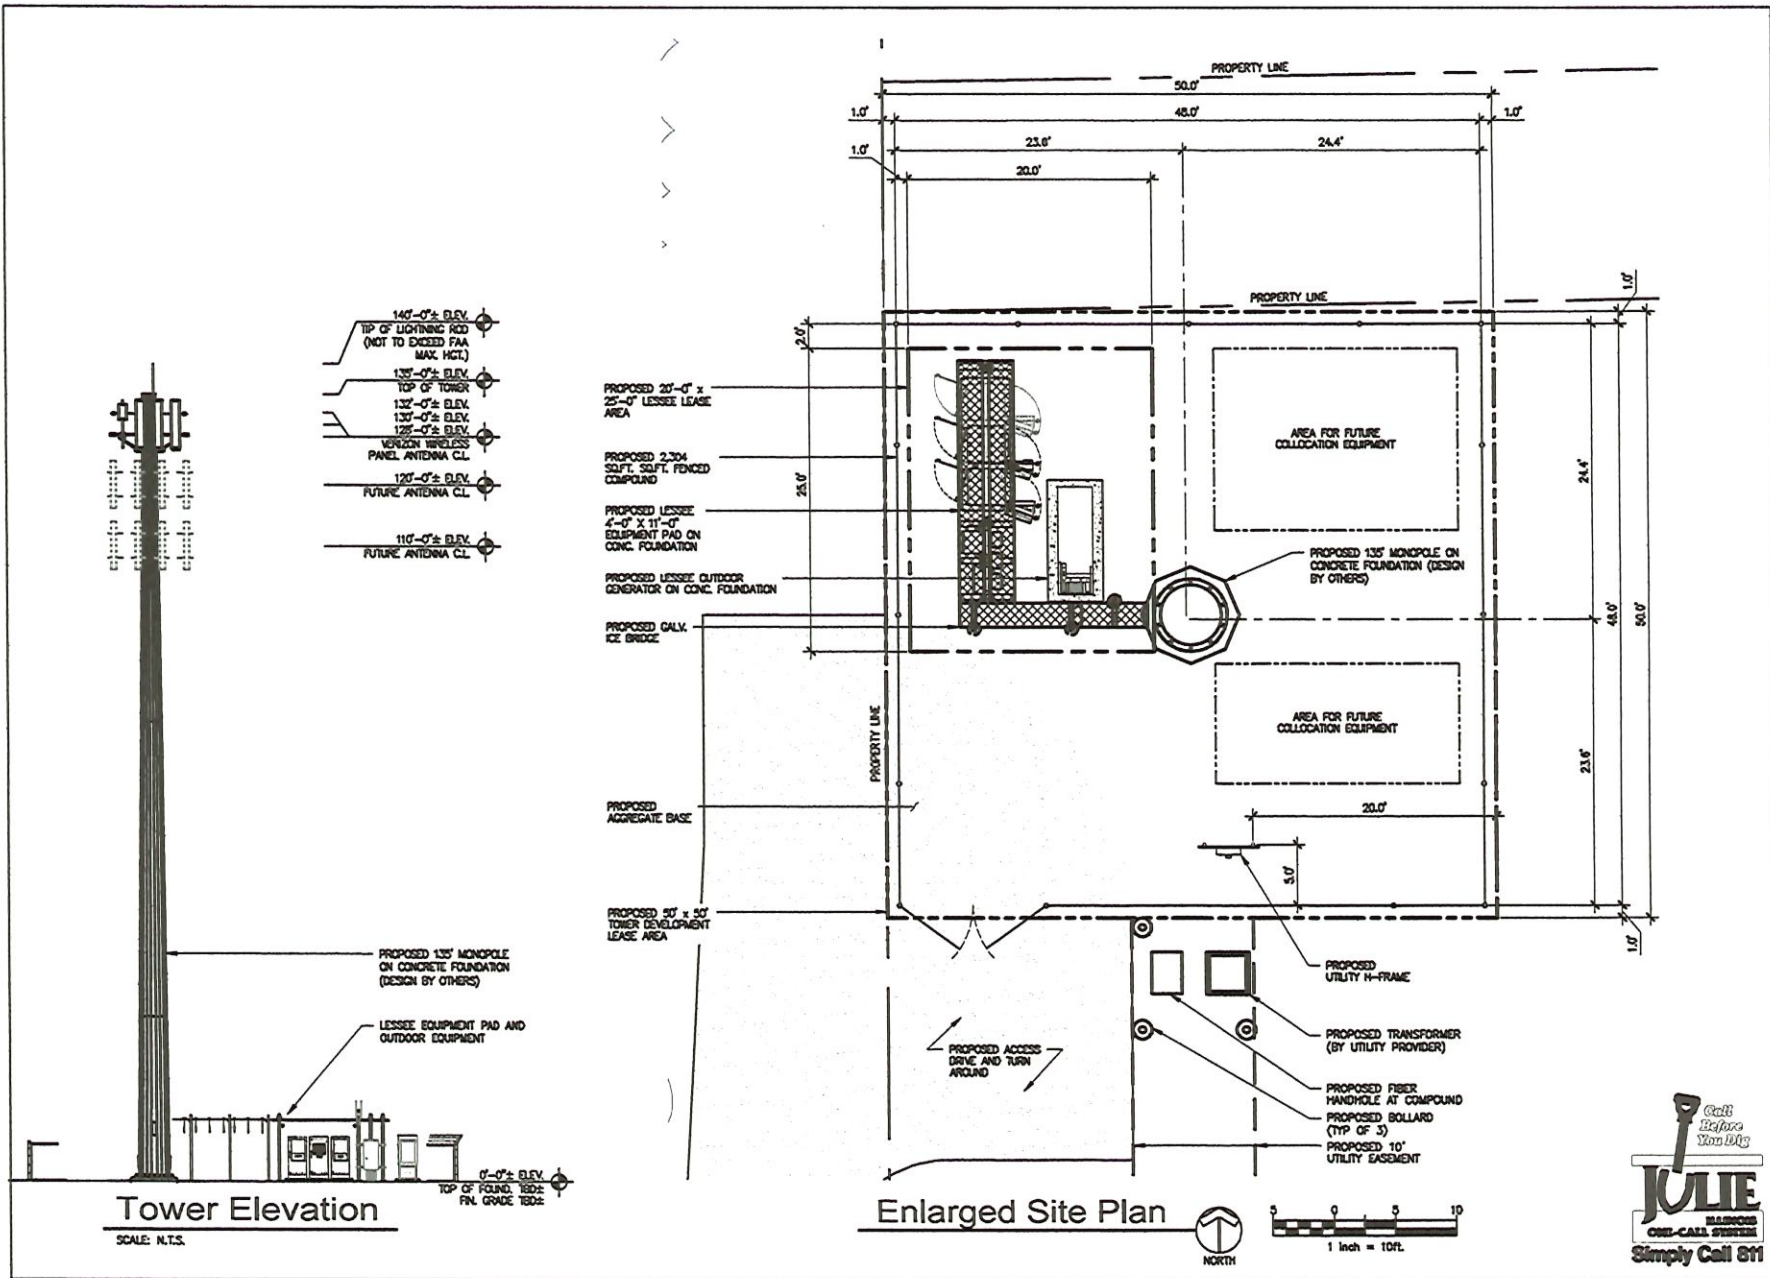 140'-0"± ELEV.
TIP OF LIGHTNING ROD
(NOT TO EXCEED FAA
MAX. HGT.)
135'-0"± ELEV.
TOP OF TOWER
132'-0"± ELEV.
130'-0"± ELEV.
128'-0"± ELEV.
VERIZON WIRELESS
PANEL ANTENNA C.L.
120'-0"± ELEV.
FUTURE ANTENNA C.L.
110'-0"± ELEV.
FUTURE ANTENNA C.L.
PROPOSED 135' MONOPOLE
ON CONCRETE FOUNDATION
(DESIGN BY OTHERS)
LESSEE EQUIPMENT PAD AND
OUTDOOR EQUIPMENT
0'-0"± ELEV.
TOP OF FOUND. TBD±
FIN. GRADE TBD±
Tower Elevation
SCALE: N.T.S.
PROPERTY LINE
50.0'
1.0'
48.0'
1.0'
23.6'
24.4'
1.0'
20.0'
PROPERTY LINE
1.0'
2.0'
25.0'
24.4'
48.0'
50.0'
23.6'
1.0'
PROPOSED 20'-0" x
25'-0" LESSEE LEASE
AREA
PROPOSED 2,304
SQ.FT. SQ.FT. FENCED
COMPOUND
PROPOSED LESSEE
4'-0" X 11'-0"
EQUIPMENT PAD ON
CONC. FOUNDATION
PROPOSED LESSEE OUTDOOR
GENERATOR ON CONC. FOUNDATION
PROPOSED GALV.
ICE BRIDGE
PROPERTY LINE
PROPOSED
AGGREGATE BASE
PROPOSED 50' x 50'
TOWER DEVELOPMENT
LEASE AREA
AREA FOR FUTURE
COLLOCATION EQUIPMENT
PROPOSED 135' MONOPOLE ON
CONCRETE FOUNDATION (DESIGN
BY OTHERS)
AREA FOR FUTURE
COLLOCATION EQUIPMENT
20.0'
5.0'
PROPOSED
UTILITY H-FRAME
PROPOSED TRANSFORMER
(BY UTILITY PROVIDER)
PROPOSED ACCESS
DRIVE AND TURN
AROUND
PROPOSED FIBER
HANDHOLE AT COMPOUND
PROPOSED BOLLARD
(TYP OF 3)
PROPOSED 10'
UTILITY EASEMENT
Enlarged Site Plan
NORTH
5 0 5 10
1 inch = 10ft.
Call
Before
You Dig
JULIE
ILLINOIS
ONE-CALL SYSTEM
Simply Call 811